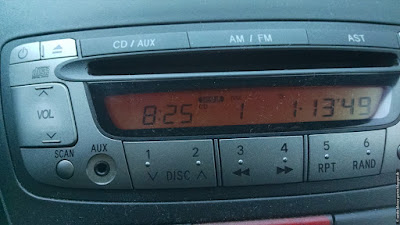 CD / AUX AM / FM AST
VOL
8:25 CD 1 1-13'49
SCAN AUX 1 2 3 4 5 6
DISC RPT RAND